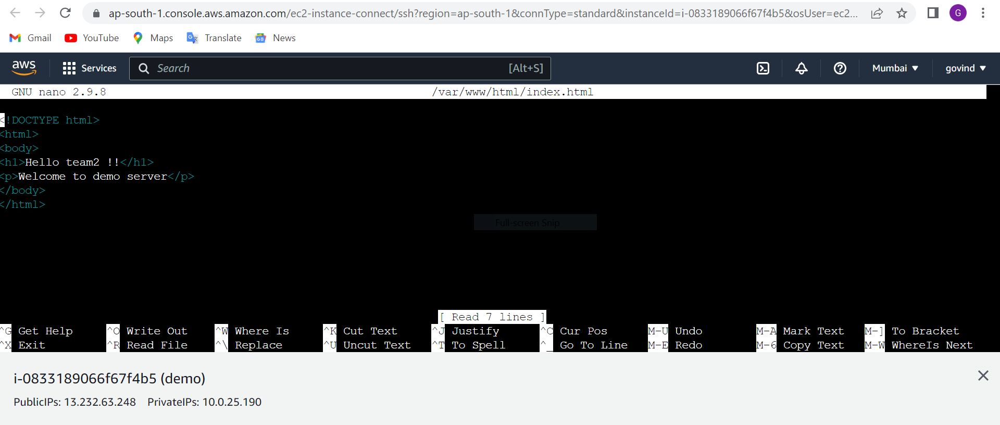 ap-south-1.console.aws.amazon.com/ec2-instance-connect/ssh?region=ap-south-1&connType=standard&instanceId=i-0833189066f67f4b5&osUser=ec2... G
Gmail YouTube Maps Translate News
aws Services Search [Alt+S] Mumbai govind
GNU nano 2.9.8 /var/www/html/index.html
<!DOCTYPE html>
<html>
<body>
<h1>Hello team2 !!</h1>
<p>Welcome to demo server</p>
</body>
</html>
Full-screen Snip
[ Read 7 lines ]
^G Get Help ^O Write Out ^W Where Is ^K Cut Text ^J Justify ^C Cur Pos M-U Undo M-A Mark Text M-] To Bracket
^X Exit ^R Read File ^\ Replace ^U Uncut Text ^T To Spell ^_ Go To Line M-E Redo M-6 Copy Text M-W WhereIs Next
i-0833189066f67f4b5 (demo)
PublicIPs: 13.232.63.248 PrivateIPs: 10.0.25.190